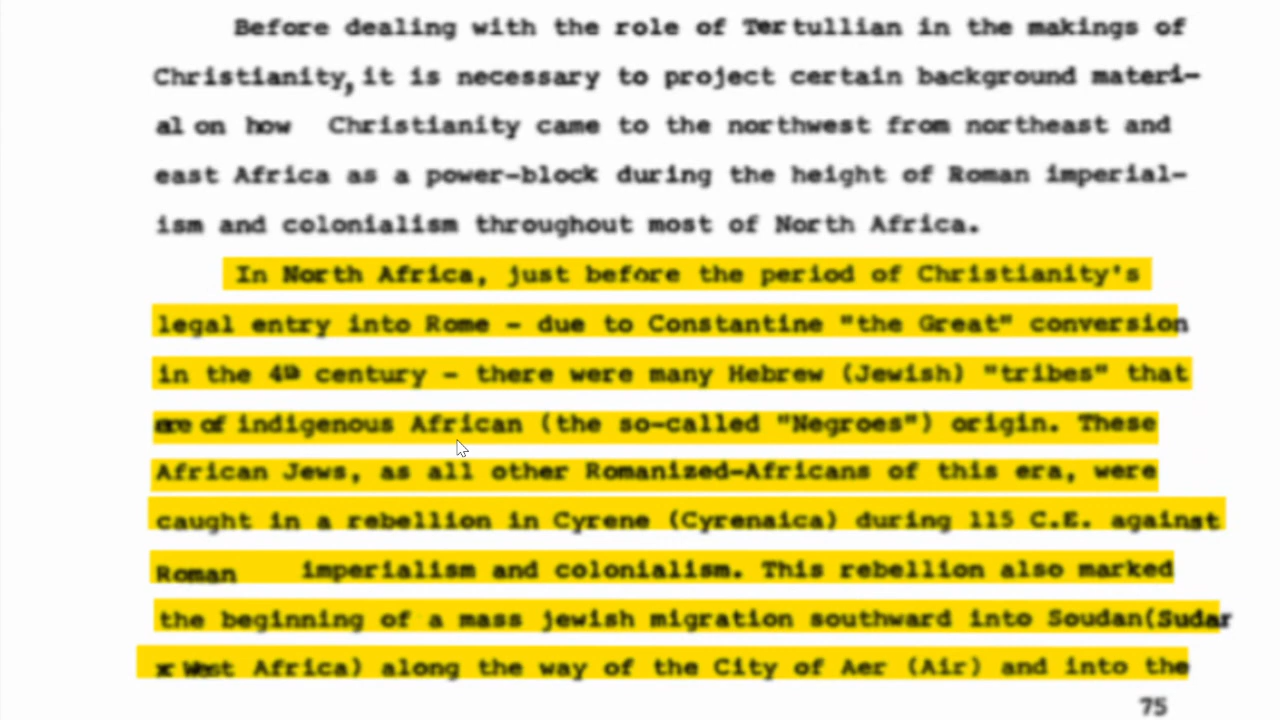 Before dealing with the role of Tertullian in the makings of
Christianity, it is necessary to project certain background materi-
al on how Christianity came to the northwest from northeast and
east Africa as a power-block during the height of Roman imperial-
ism and colonialism throughout most of North Africa.
In North Africa, just before the period of Christianity's
legal entry into Rome - due to Constantine "the Great" conversion
in the 4th century - there were many Hebrew (Jewish) "tribes" that
are of indigenous African (the so-called "Negroes") origin. These
African Jews, as all other Romanized-Africans of this era, were
caught in a rebellion in Cyrene (Cyrenaica) during 115 C.E. against
Roman imperialism and colonialism. This rebellion also marked
the beginning of a mass jewish migration southward into Soudan(Sudan
or West Africa) along the way of the City of Aer (Air) and into the
75